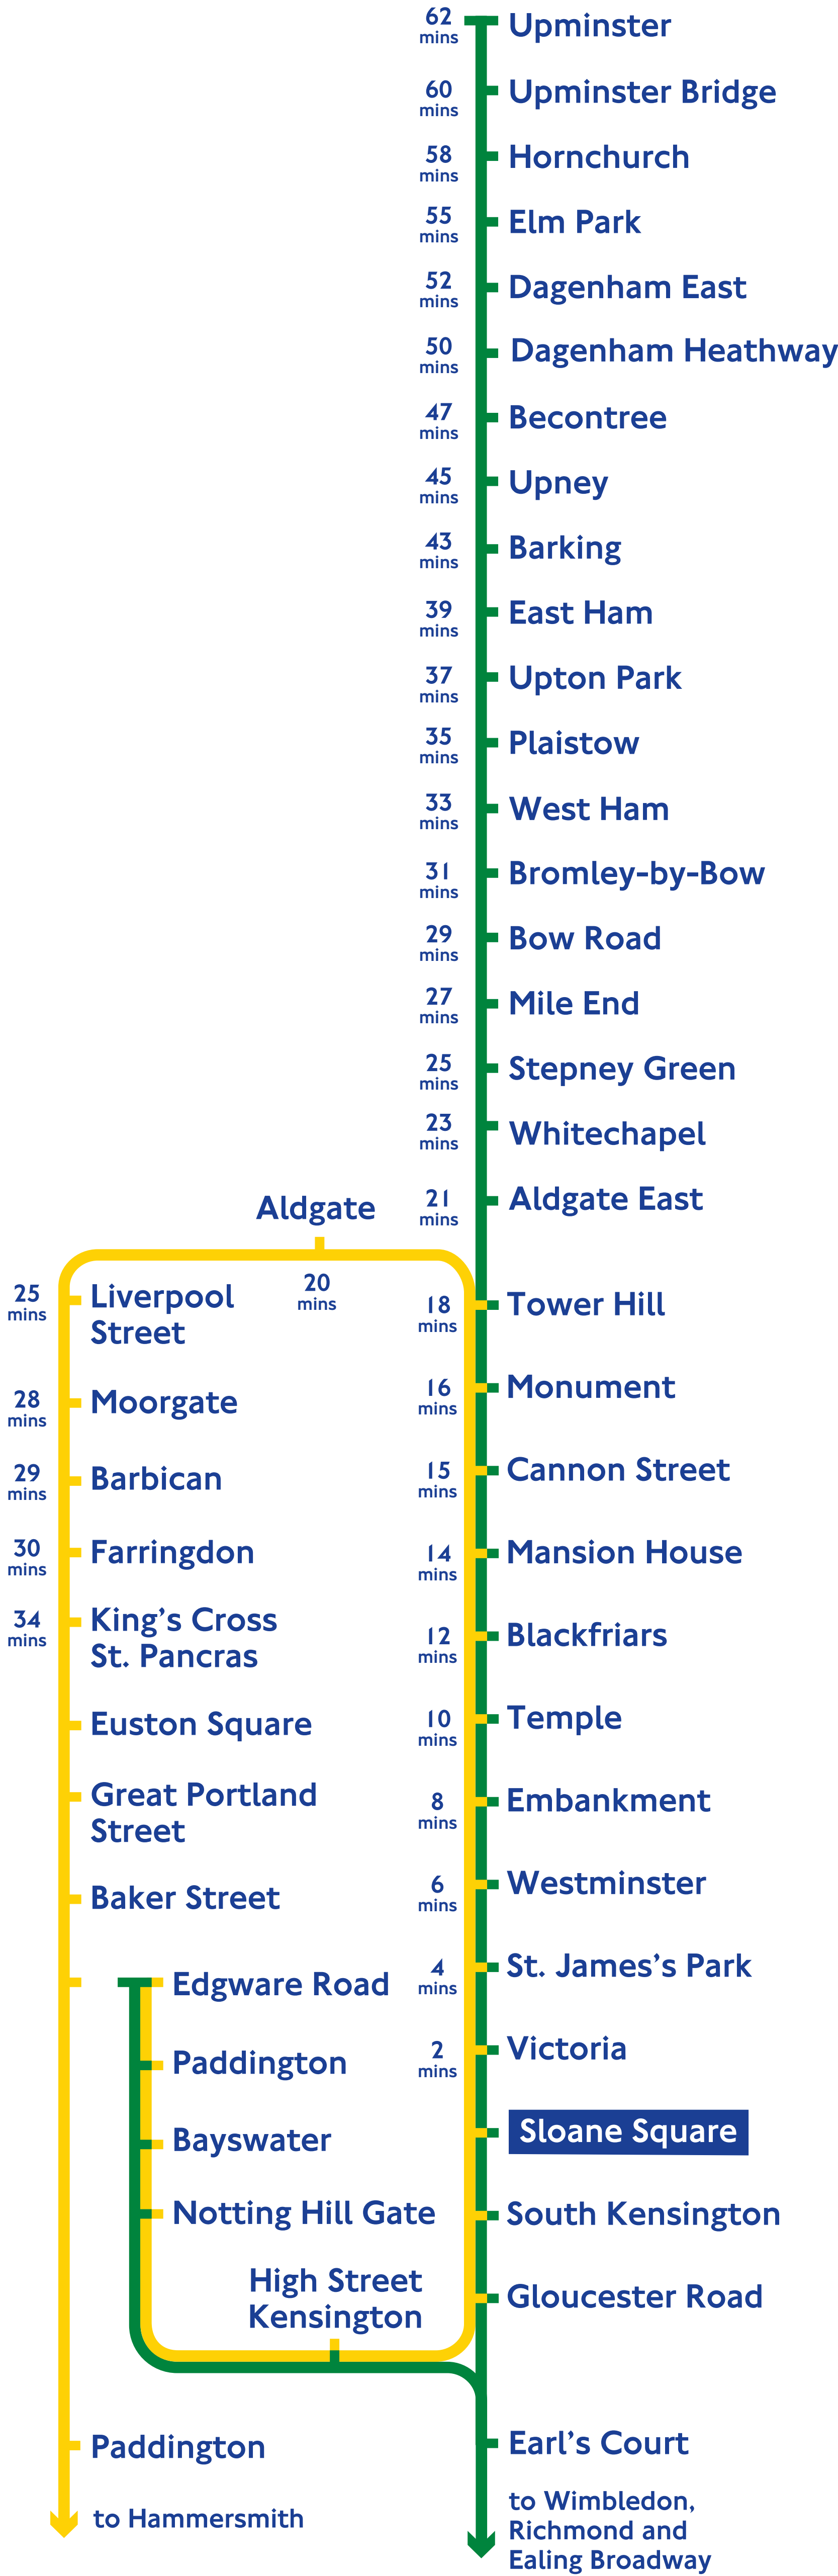 62
mins
Upminster
60
mins
Upminster Bridge
58
mins
Hornchurch
55
mins
Elm Park
52
mins
Dagenham East
50
mins
Dagenham Heathway
47
mins
Becontree
45
mins
Upney
43
mins
Barking
39
mins
East Ham
37
mins
Upton Park
35
mins
Plaistow
33
mins
West Ham
31
mins
Bromley-by-Bow
29
mins
Bow Road
27
mins
Mile End
25
mins
Stepney Green
23
mins
Whitechapel
21
mins
Aldgate East
18
mins
Tower Hill
16
mins
Monument
15
mins
Cannon Street
14
mins
Mansion House
12
mins
Blackfriars
10
mins
Temple
8
mins
Embankment
6
mins
Westminster
4
mins
St. James's Park
2
mins
Victoria
Sloane Square
South Kensington
Gloucester Road
Earl's Court
to Wimbledon,
Richmond and
Ealing Broadway
Aldgate
20
mins
25
mins
Liverpool
Street
28
mins
Moorgate
29
mins
Barbican
30
mins
Farringdon
34
mins
King's Cross
St. Pancras
Euston Square
Great Portland
Street
Baker Street
Edgware Road
Paddington
Bayswater
Notting Hill Gate
High Street
Kensington
Paddington
to Hammersmith